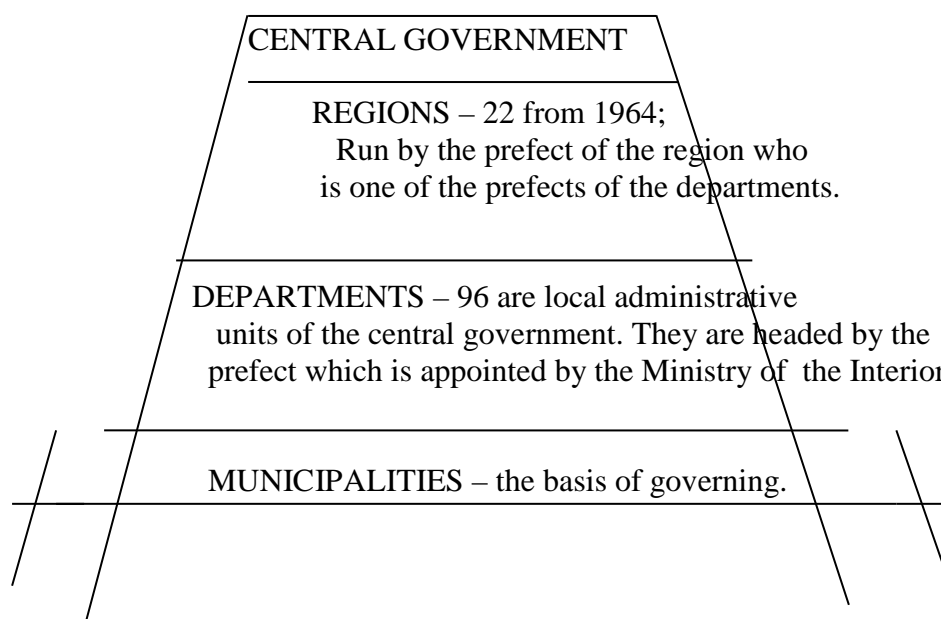 CENTRAL GOVERNMENT
REGIONS – 22 from 1964;
Run by the prefect of the region who
is one of the prefects of the departments.
DEPARTMENTS – 96 are local administrative
units of the central government. They are headed by the
prefect which is appointed by the Ministry of the Interior
MUNICIPALITIES – the basis of governing.